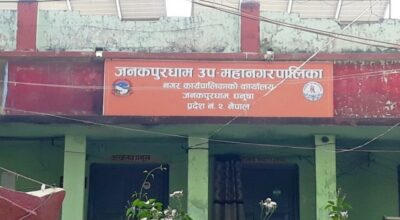 जनकपुरधाम उप-महानगरपालिका
नगर कार्यपालिकाको कार्यालय
जनकपुरधाम धनुषा
प्रदेश नं. २ नेपाल